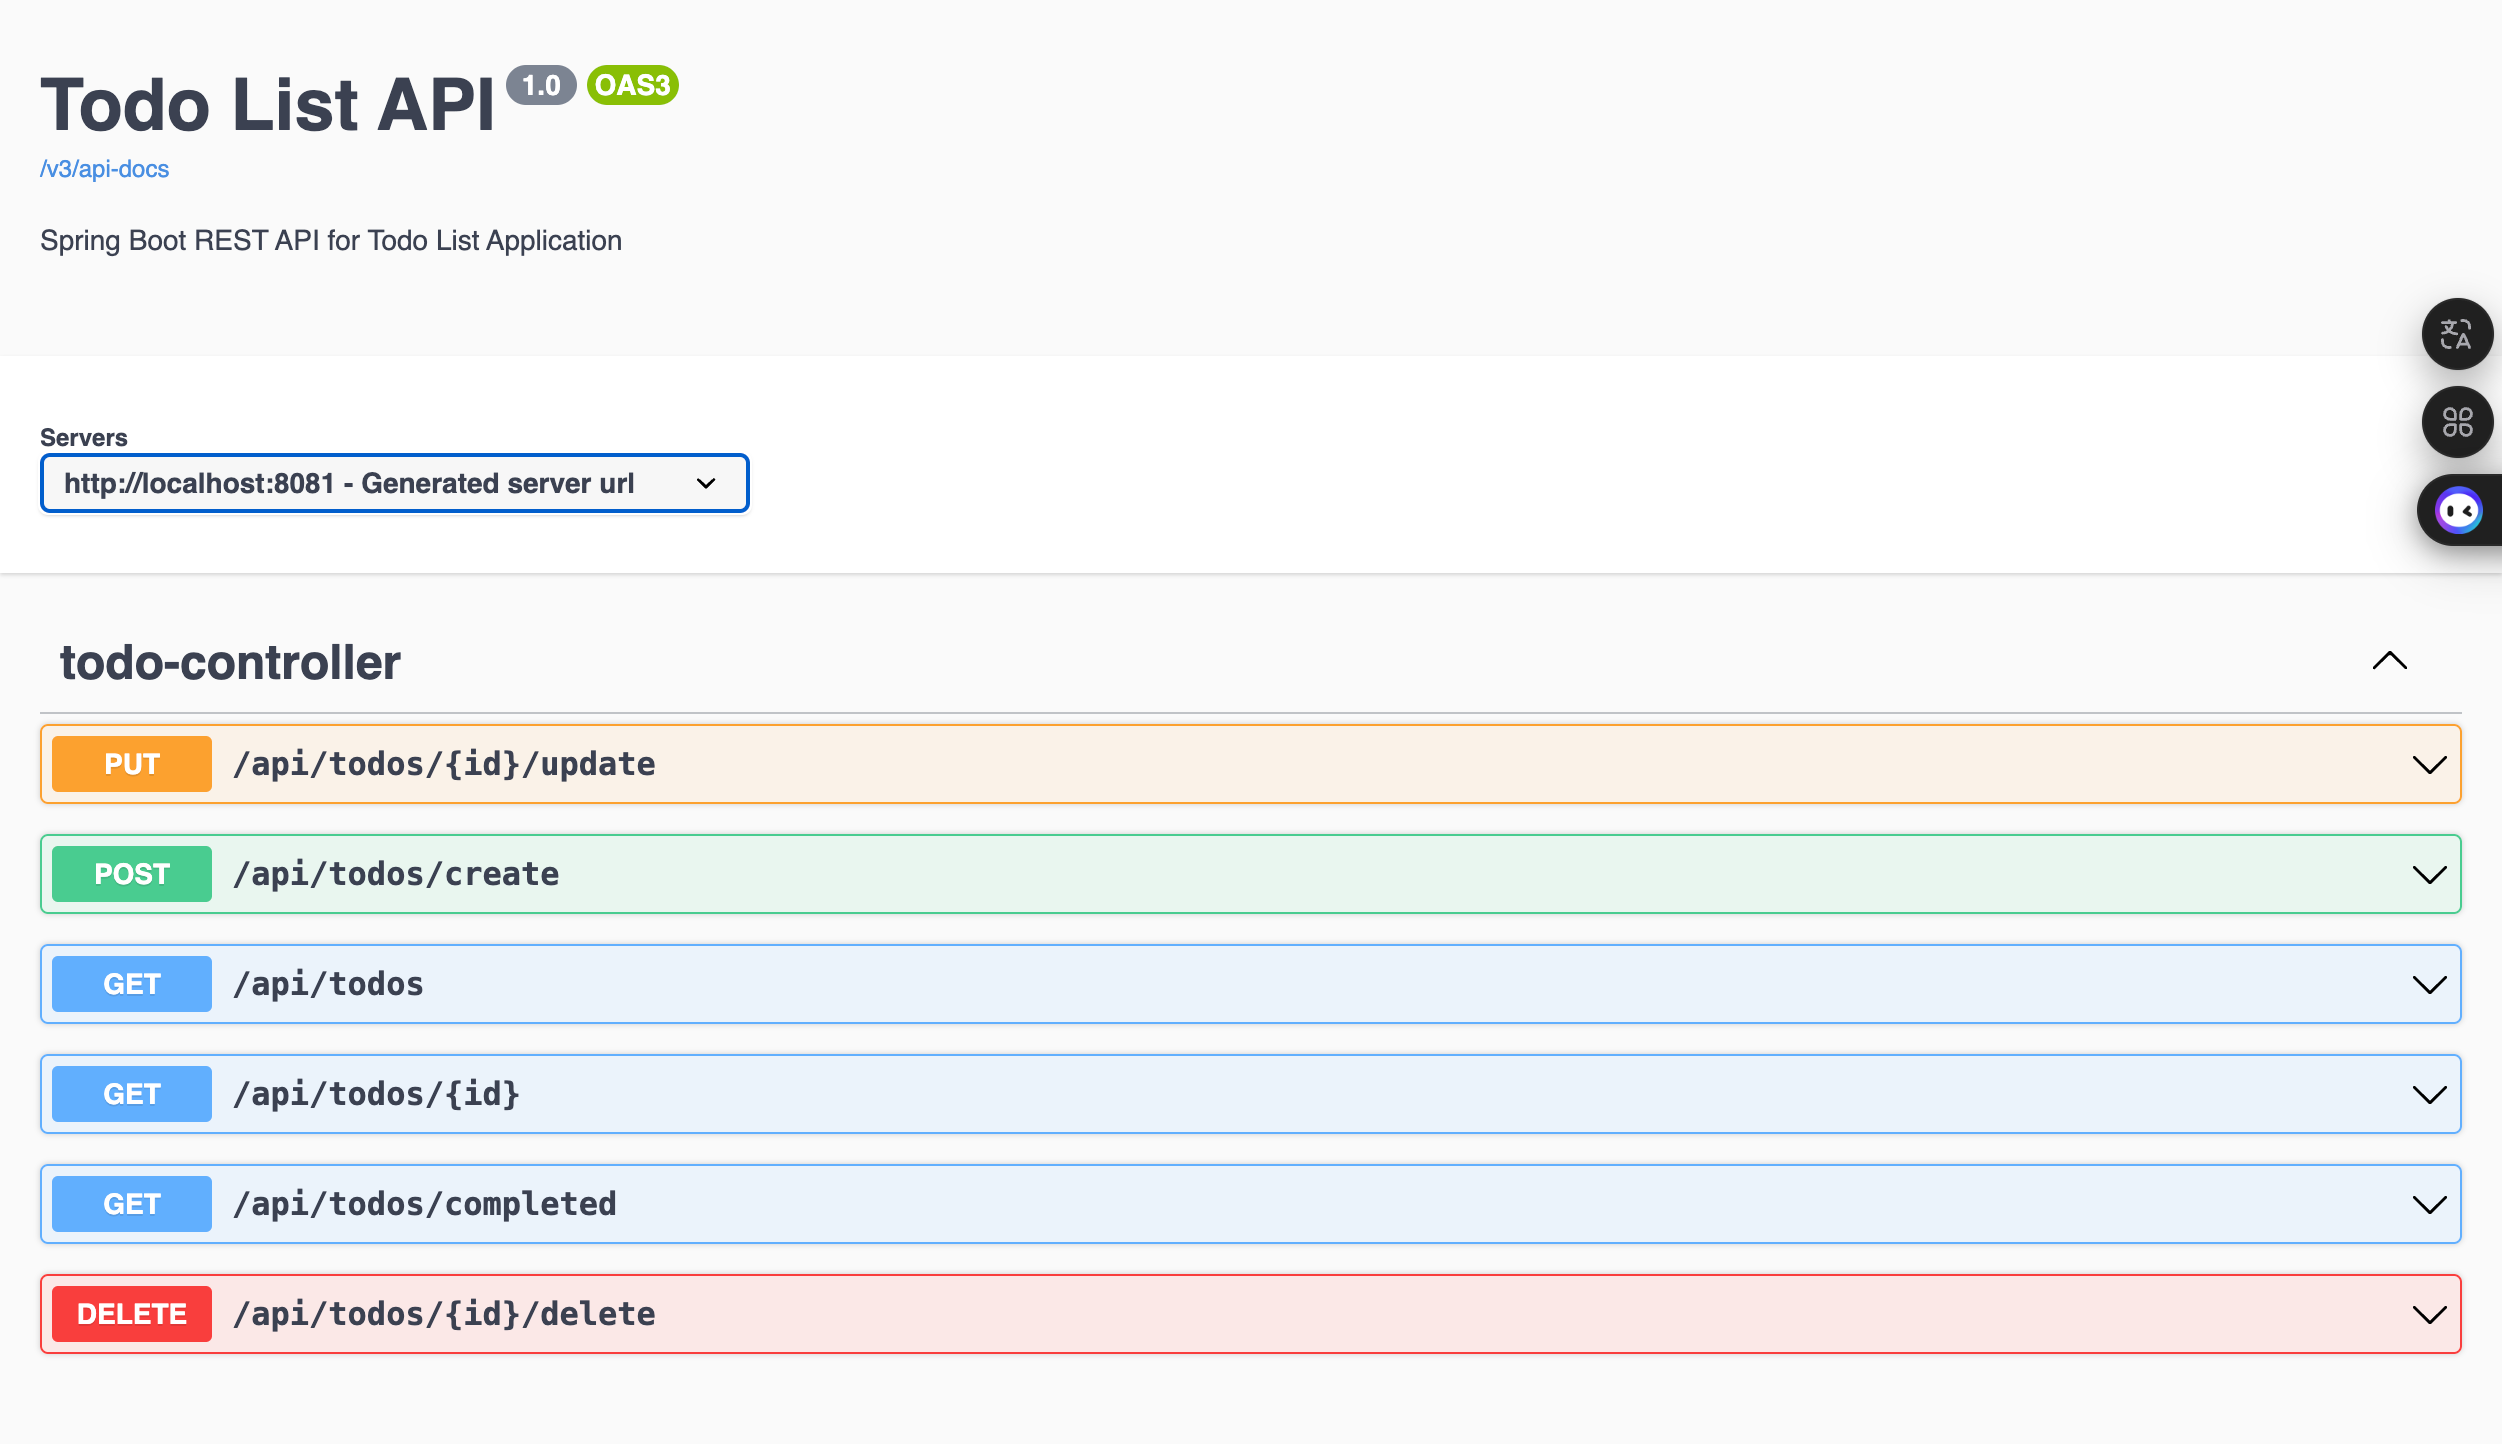 Todo List API 1.0 OAS3
/v3/api-docs
Spring Boot REST API for Todo List Application
Servers
http://localhost:8081 - Generated server url
todo-controller
PUT /api/todos/{id}/update
POST /api/todos/create
GET /api/todos
GET /api/todos/{id}
GET /api/todos/completed
DELETE /api/todos/{id}/delete